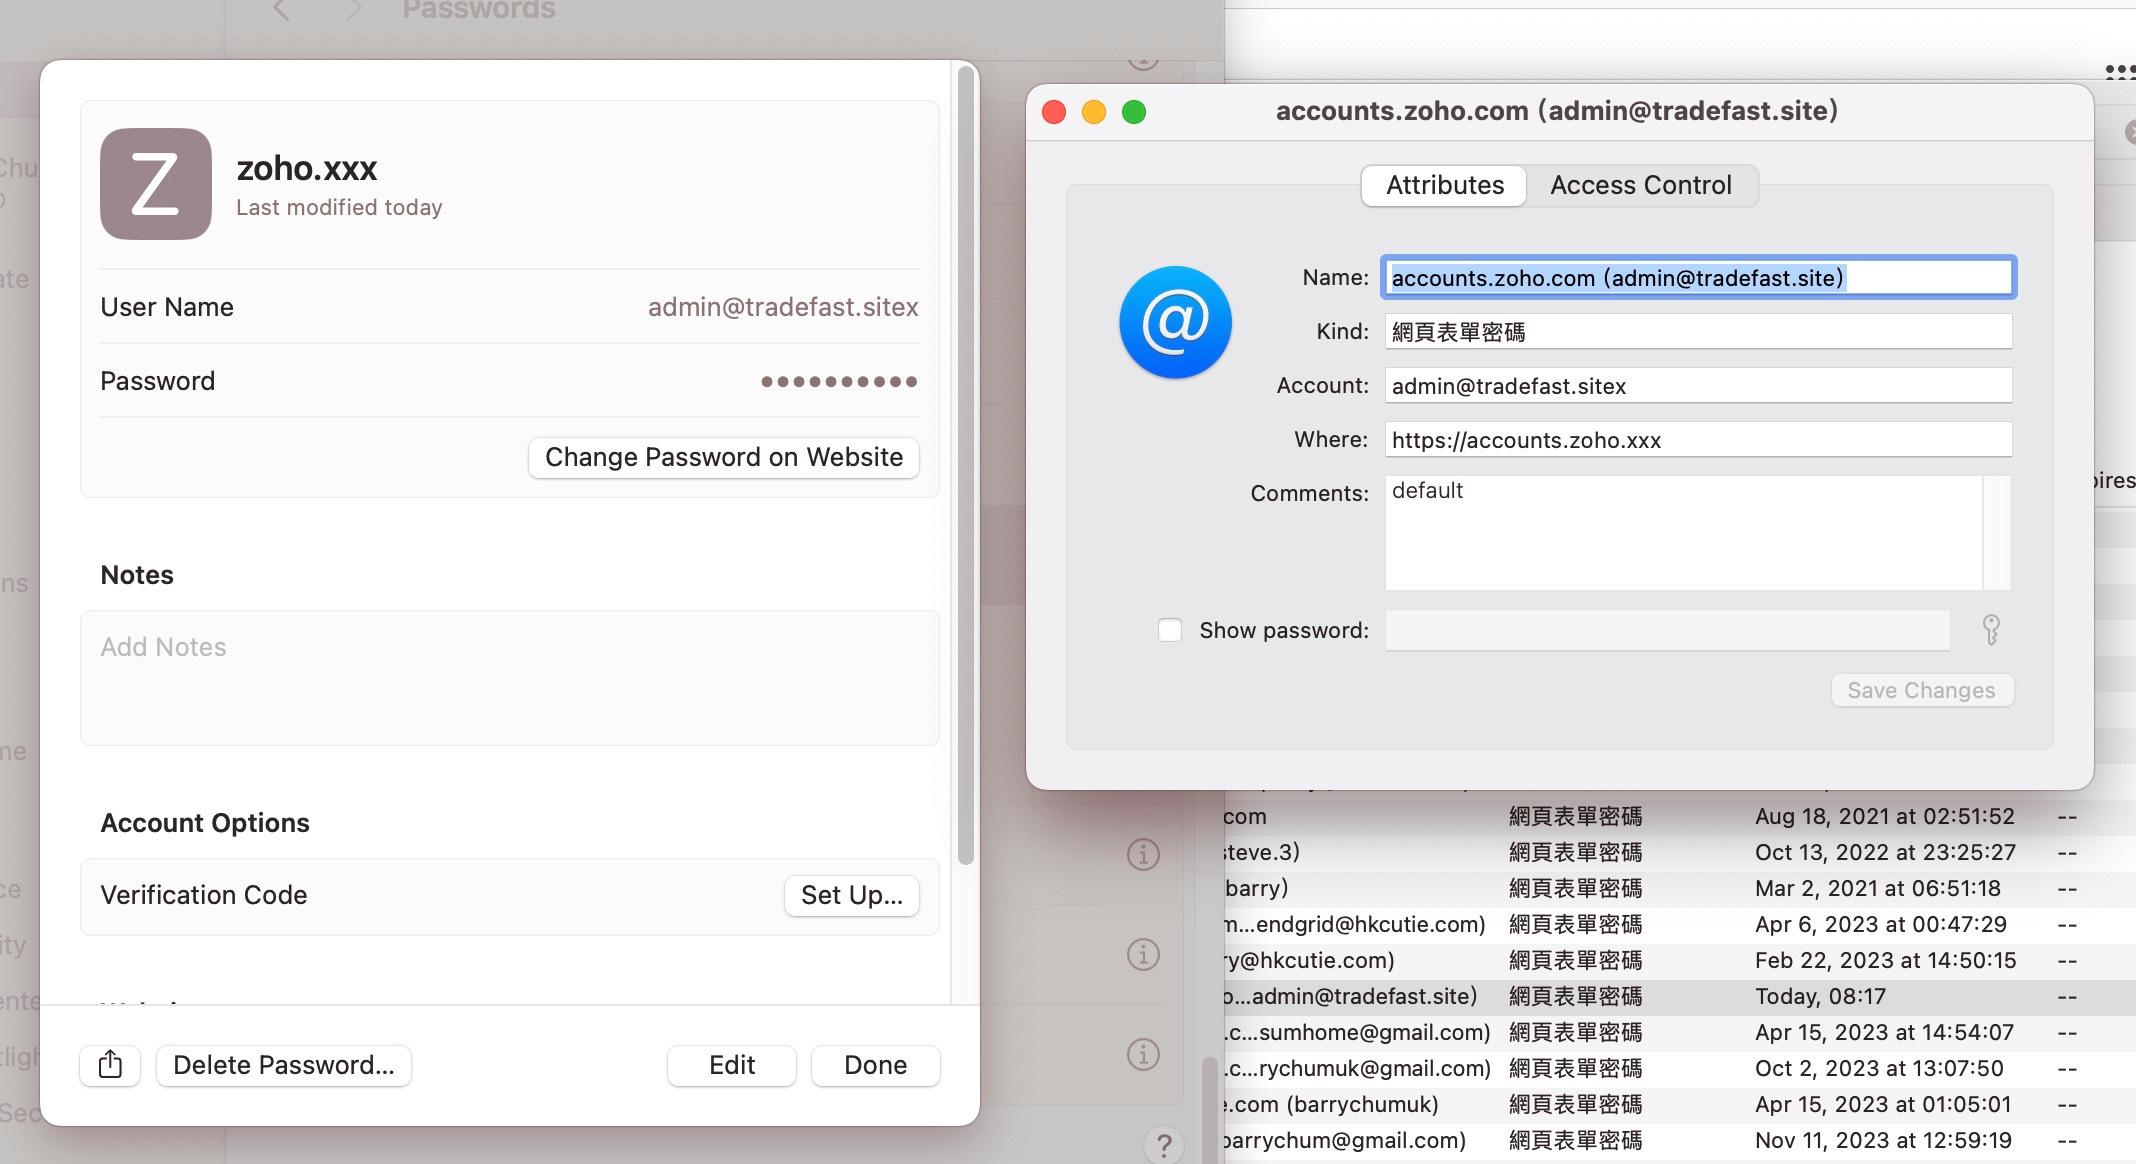 Passwords
Z
zoho.xxx
Last modified today
User Name
admin@tradefast.sitex
Password
••••••••••
Change Password on Website
Notes
Add Notes
Account Options
Verification Code
Set Up...
Delete Password...
Edit
Done
?
accounts.zoho.com (admin@tradefast.site)
Attributes
Access Control
@
Name: accounts.zoho.com (admin@tradefast.site)
Kind: 網頁表單密碼
Account: admin@tradefast.sitex
Where: https://accounts.zoho.xxx
Comments: default
Show password:
Save Changes
com 網頁表單密碼 Aug 18, 2021 at 02:51:52 --
steve.3) 網頁表單密碼 Oct 13, 2022 at 23:25:27 --
barry) 網頁表單密碼 Mar 2, 2021 at 06:51:18 --
m...endgrid@hkcutie.com) 網頁表單密碼 Apr 6, 2023 at 00:47:29 --
ry@hkcutie.com) 網頁表單密碼 Feb 22, 2023 at 14:50:15 --
o...admin@tradefast.site) 網頁表單密碼 Today, 08:17 --
.c...sumhome@gmail.com) 網頁表單密碼 Apr 15, 2023 at 14:54:07 --
.c...rychumuk@gmail.com) 網頁表單密碼 Oct 2, 2023 at 13:07:50 --
e.com (barrychumuk) 網頁表單密碼 Apr 15, 2023 at 01:05:01 --
barrychum@gmail.com) 網頁表單密碼 Nov 11, 2023 at 12:59:19 --